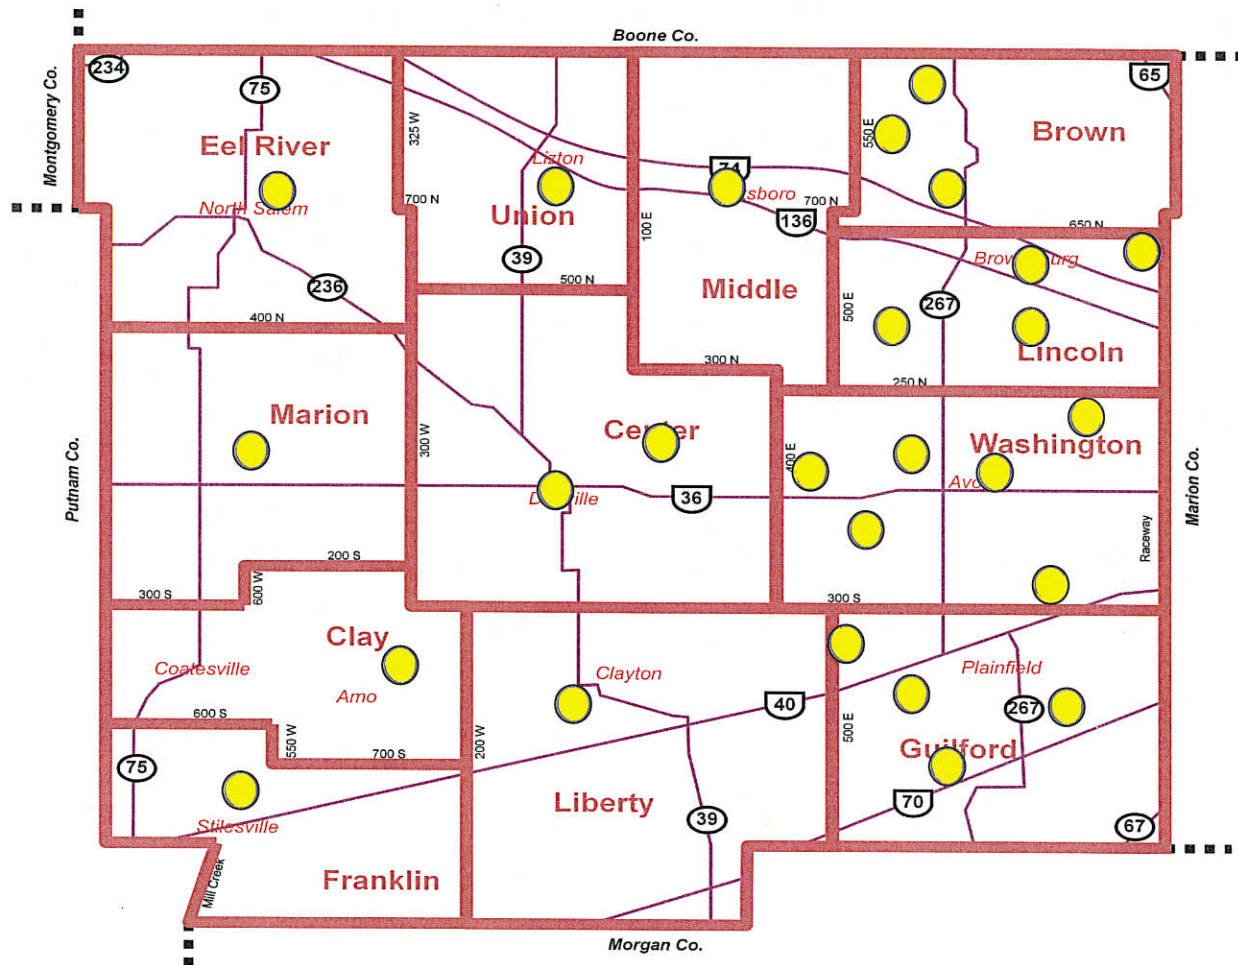 Boone Co.
234
75
65
Montgomery Co.
325 W
550 E
Brown
Eel River
Lizton
74
700 N
700 N
North Salem
Union
100 E
136
650 N
39
236
500 N
Middle
500 E
267
400 N
300 N
Lincoln
250 N
Marion
300 W
400 E
Washington
Putnam Co.
36
Marion Co.
Raceway
200 S
600 W
300 S
300 S
Clay
Coatesville
Amo
Clayton
Plainfield
600 S
550 W
700 S
200 W
40
500 E
267
Guilford
75
Liberty
70
39
67
Stilesville
Mill Creek
Franklin
Morgan Co.